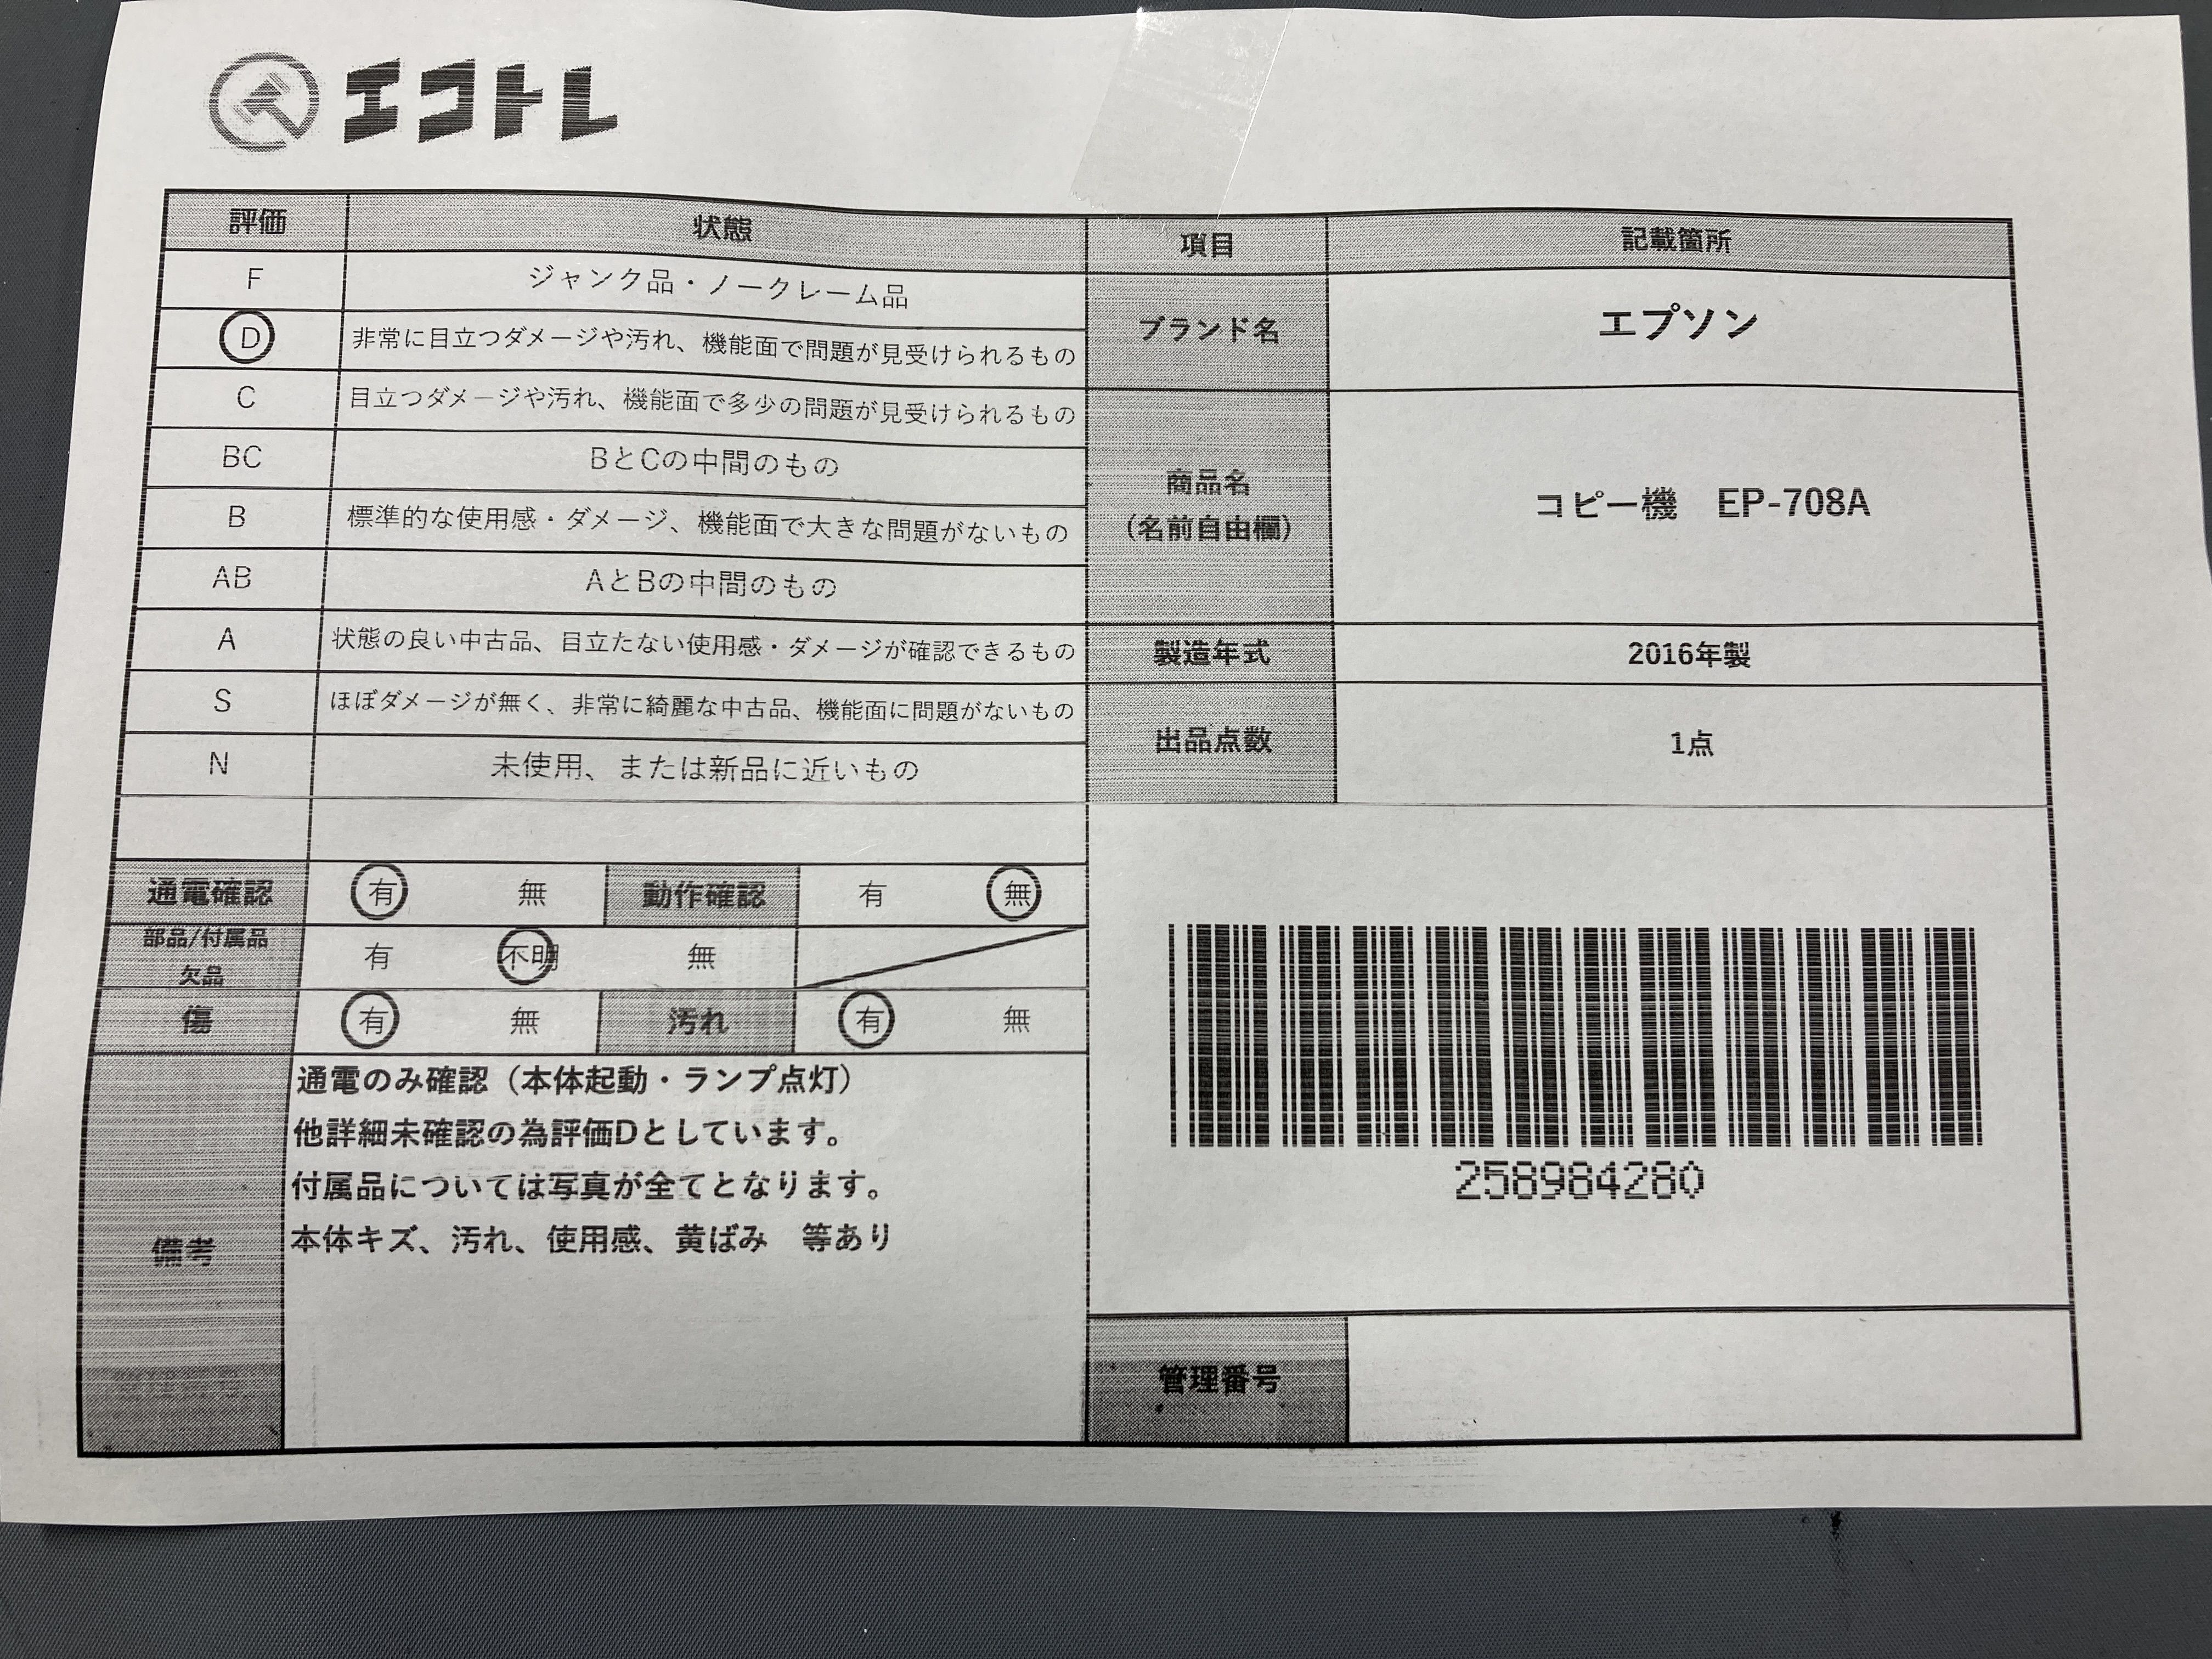 エコトレ
評価 状態
F ジャンク品・ノークレーム品
D 非常に目立つダメージや汚れ、機能面で問題が見受けられるもの
C 目立つダメージや汚れ、機能面で多少の問題が見受けられるもの
BC BとCの中間のもの
B 標準的な使用感・ダメージ、機能面で大きな問題がないもの
AB AとBの中間のもの
A 状態の良い中古品、目立たない使用感・ダメージが確認できるもの
S ほぼダメージが無く、非常に綺麗な中古品、機能面に問題がないもの
N 未使用、または新品に近いもの
通電確認 有 無 動作確認 有 無
部品/付属品
欠品 有 不明 無
傷 有 無 汚れ 有 無
備考
通電のみ確認（本体起動・ランプ点灯）
他詳細未確認の為評価Dとしています。
付属品については写真が全てとなります。
本体キズ、汚れ、使用感、黄ばみ　等あり
項目 記載箇所
ブランド名 エプソン
商品名
（名前自由欄） コピー機　EP-708A
製造年式 2016年製
出品点数 1点
258984280
管理番号